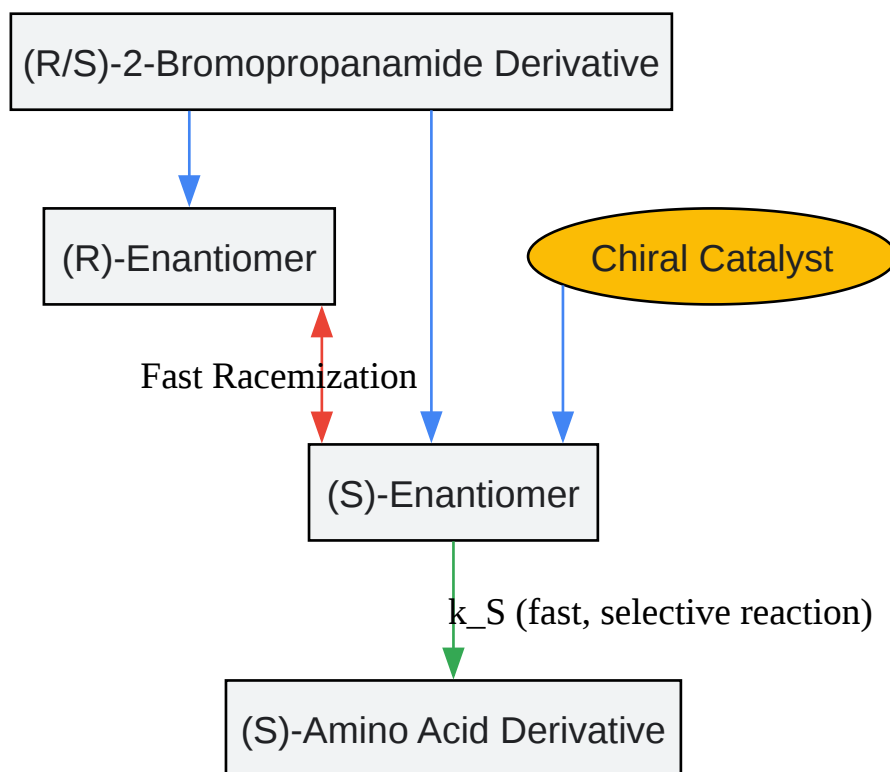 (R/S)-2-Bromopropanamide Derivative
(R)-Enantiomer
Chiral Catalyst
Fast Racemization
(S)-Enantiomer
k_S (fast, selective reaction)
(S)-Amino Acid Derivative